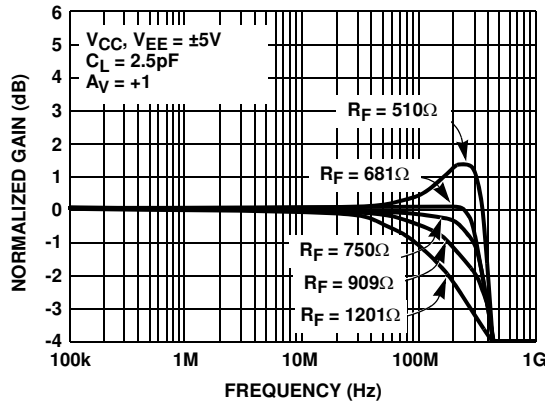 V_CC, V_EE = ±5V
C_L = 2.5pF
A_V = +1
NORMALIZED GAIN (dB)
6
5
4
3
2
1
0
-1
-2
-3
-4
R_F = 510Ω
R_F = 681Ω
R_F = 750Ω
R_F = 909Ω
R_F = 1201Ω
100k
1M
10M
100M
1G
FREQUENCY (Hz)